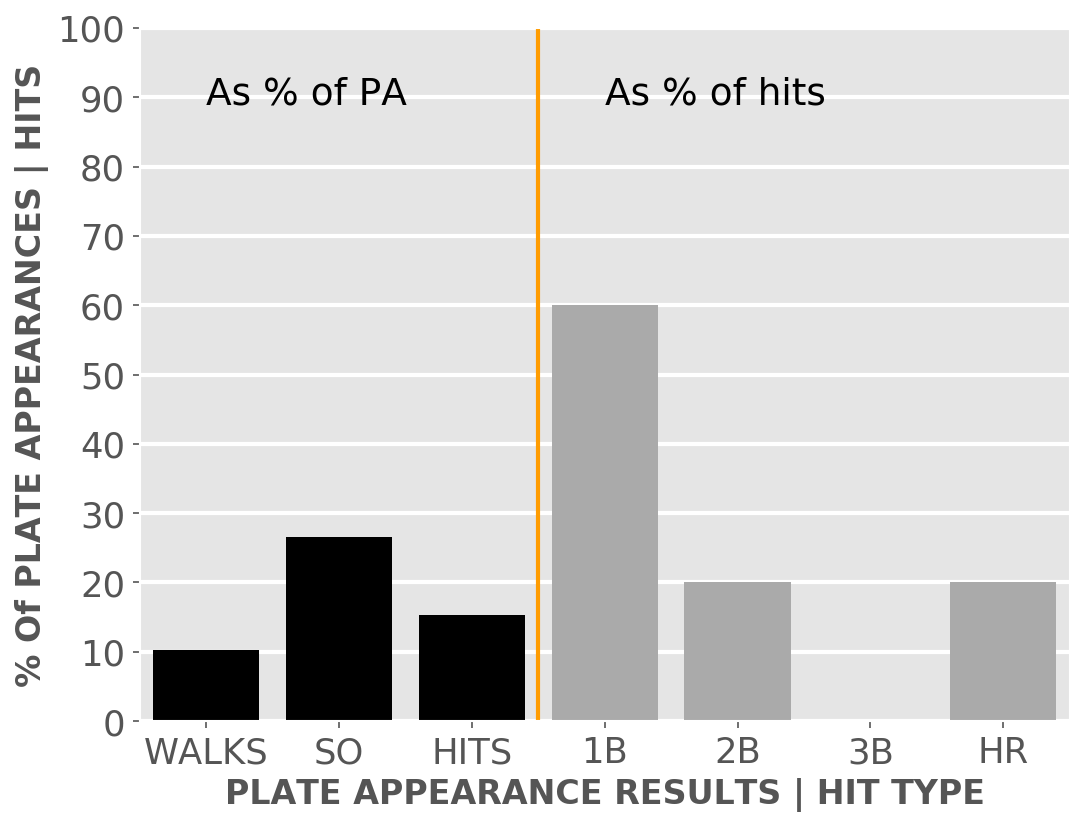 % Of PLATE APPEARANCES | HITS
100
90
80
70
60
50
40
30
20
10
0
As % of PA
As % of hits
WALKS SO HITS 1B 2B 3B HR
PLATE APPEARANCE RESULTS | HIT TYPE